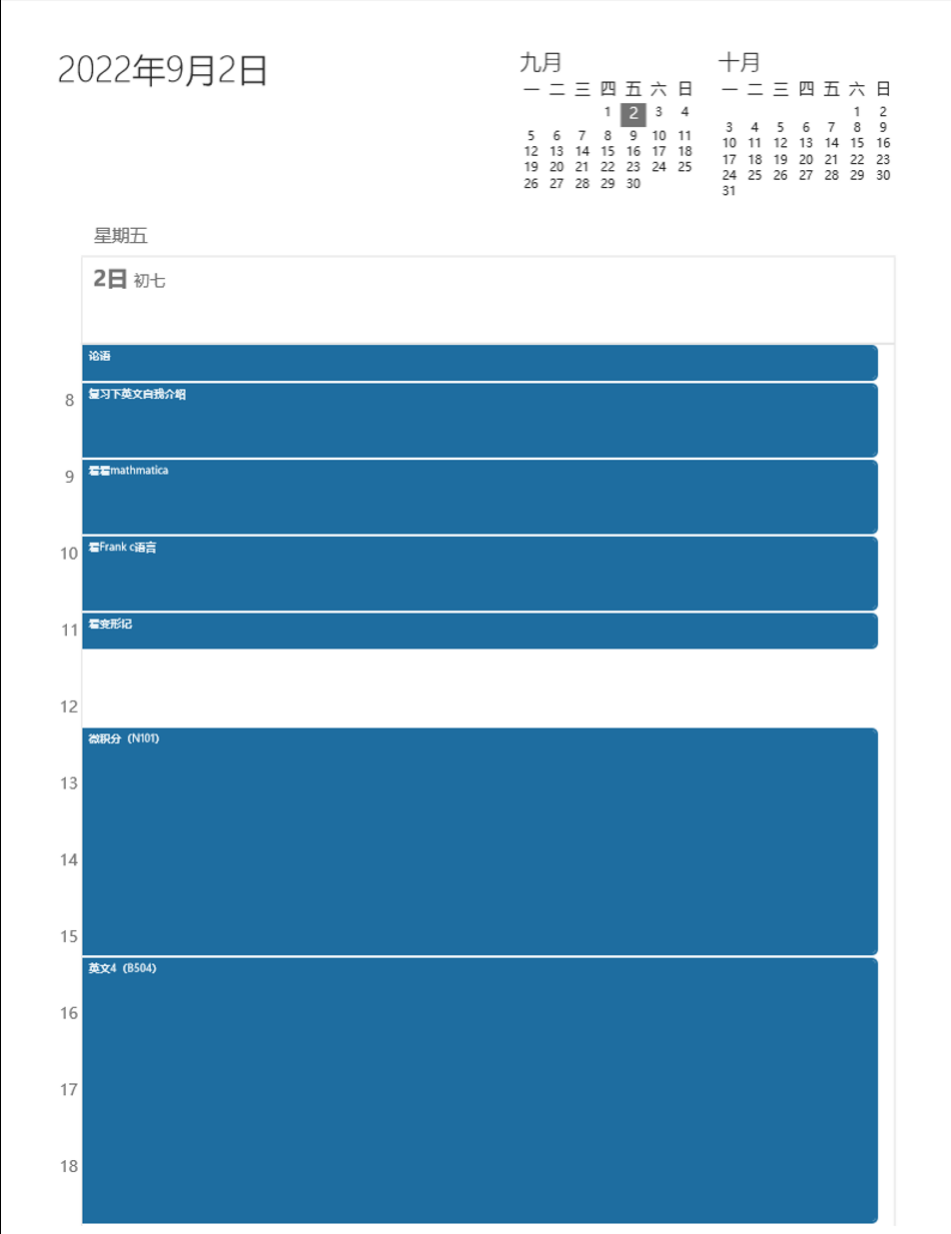 2022年9月2日
九月
一 二 三 四 五 六 日
1 2 3 4
5 6 7 8 9 10 11
12 13 14 15 16 17 18
19 20 21 22 23 24 25
26 27 28 29 30
十月
一 二 三 四 五 六 日
1 2
3 4 5 6 7 8 9
10 11 12 13 14 15 16
17 18 19 20 21 22 23
24 25 26 27 28 29 30
31
星期五
2日 初七
论语
8
复习下英文自我介绍
9
看看mathmatica
10
看Frank c语言
11
看变形记
12
微积分（N101）
13
14
15
英文4（B504）
16
17
18